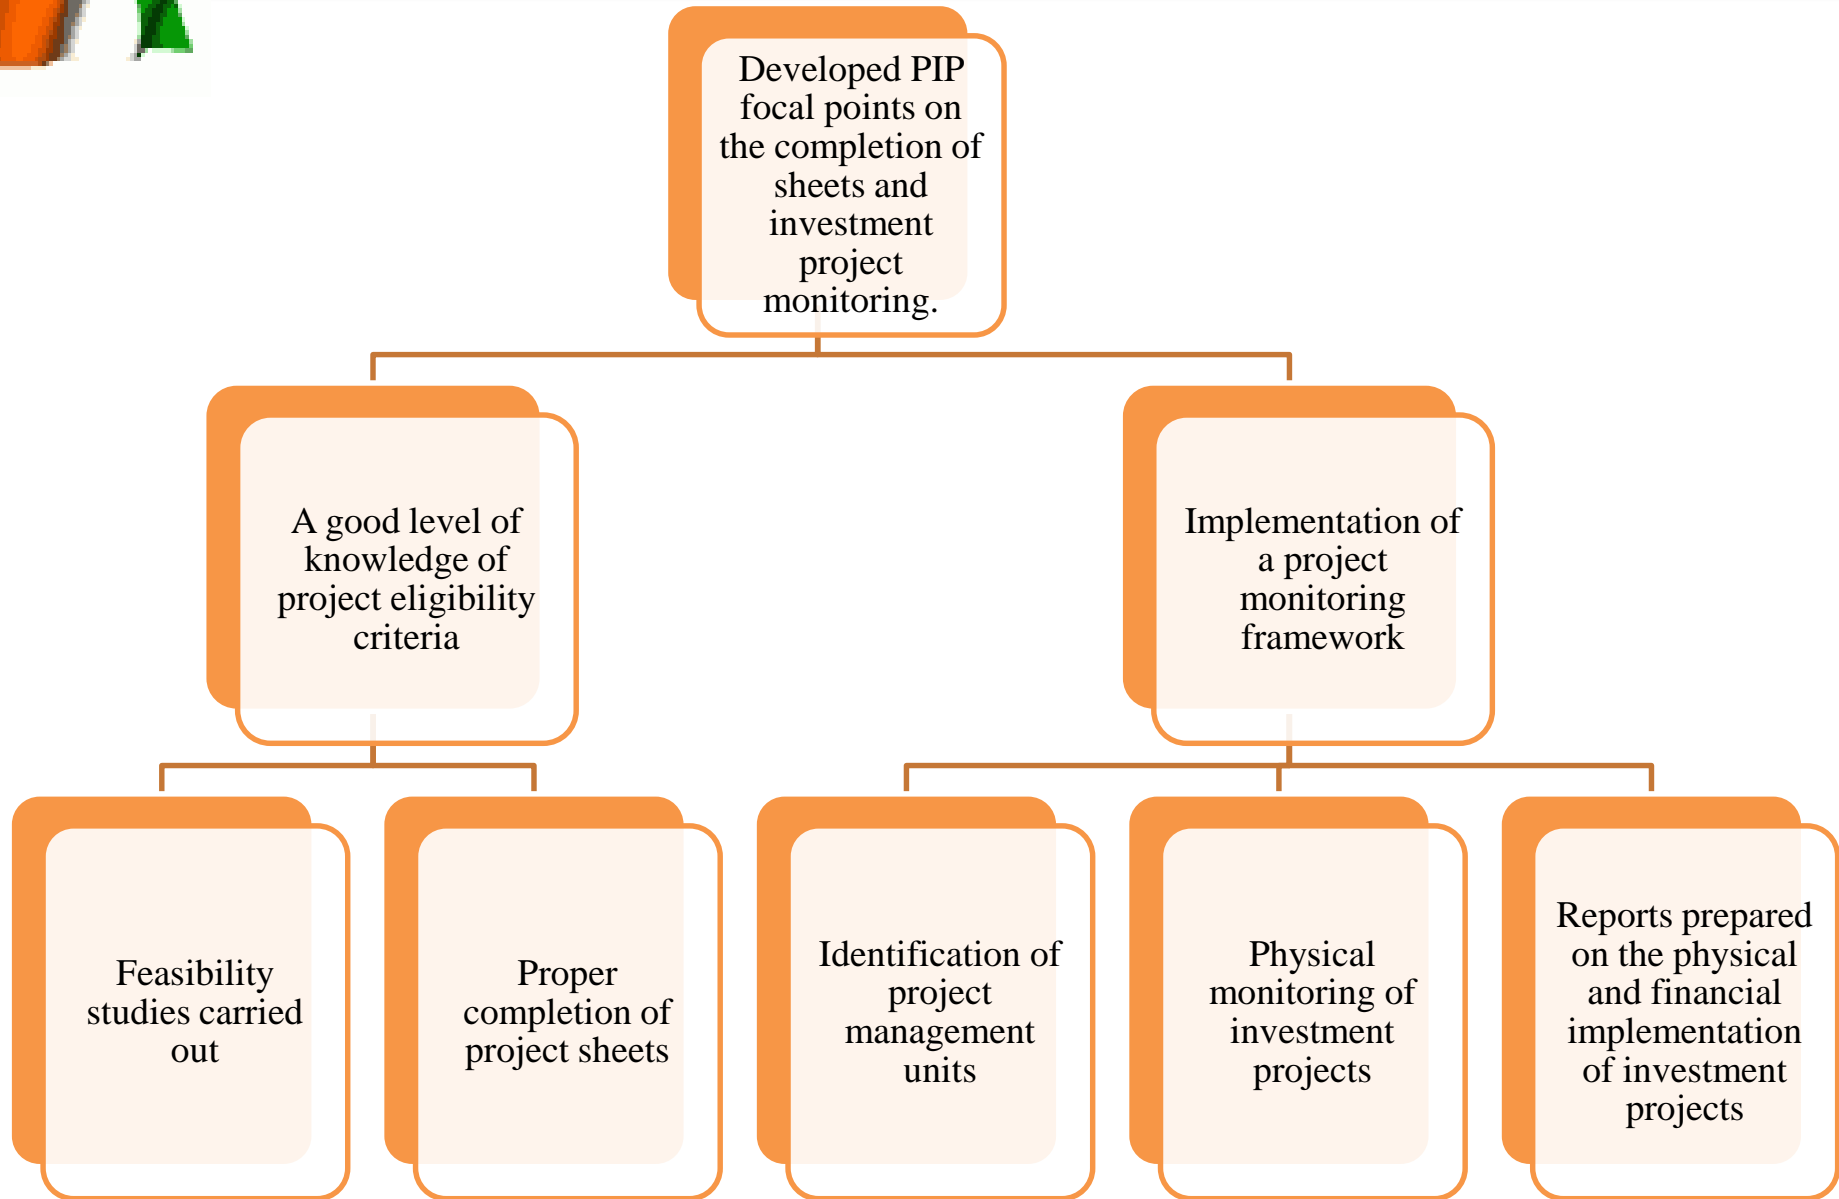 Developed PIP
focal points on
the completion of
sheets and
investment
project
monitoring.
A good level of
knowledge of
project eligibility
criteria
Implementation of
a project
monitoring
framework
Feasibility
studies carried
out
Proper
completion of
project sheets
Identification of
project
management
units
Physical
monitoring of
investment
projects
Reports prepared
on the physical
and financial
implementation
of investment
projects